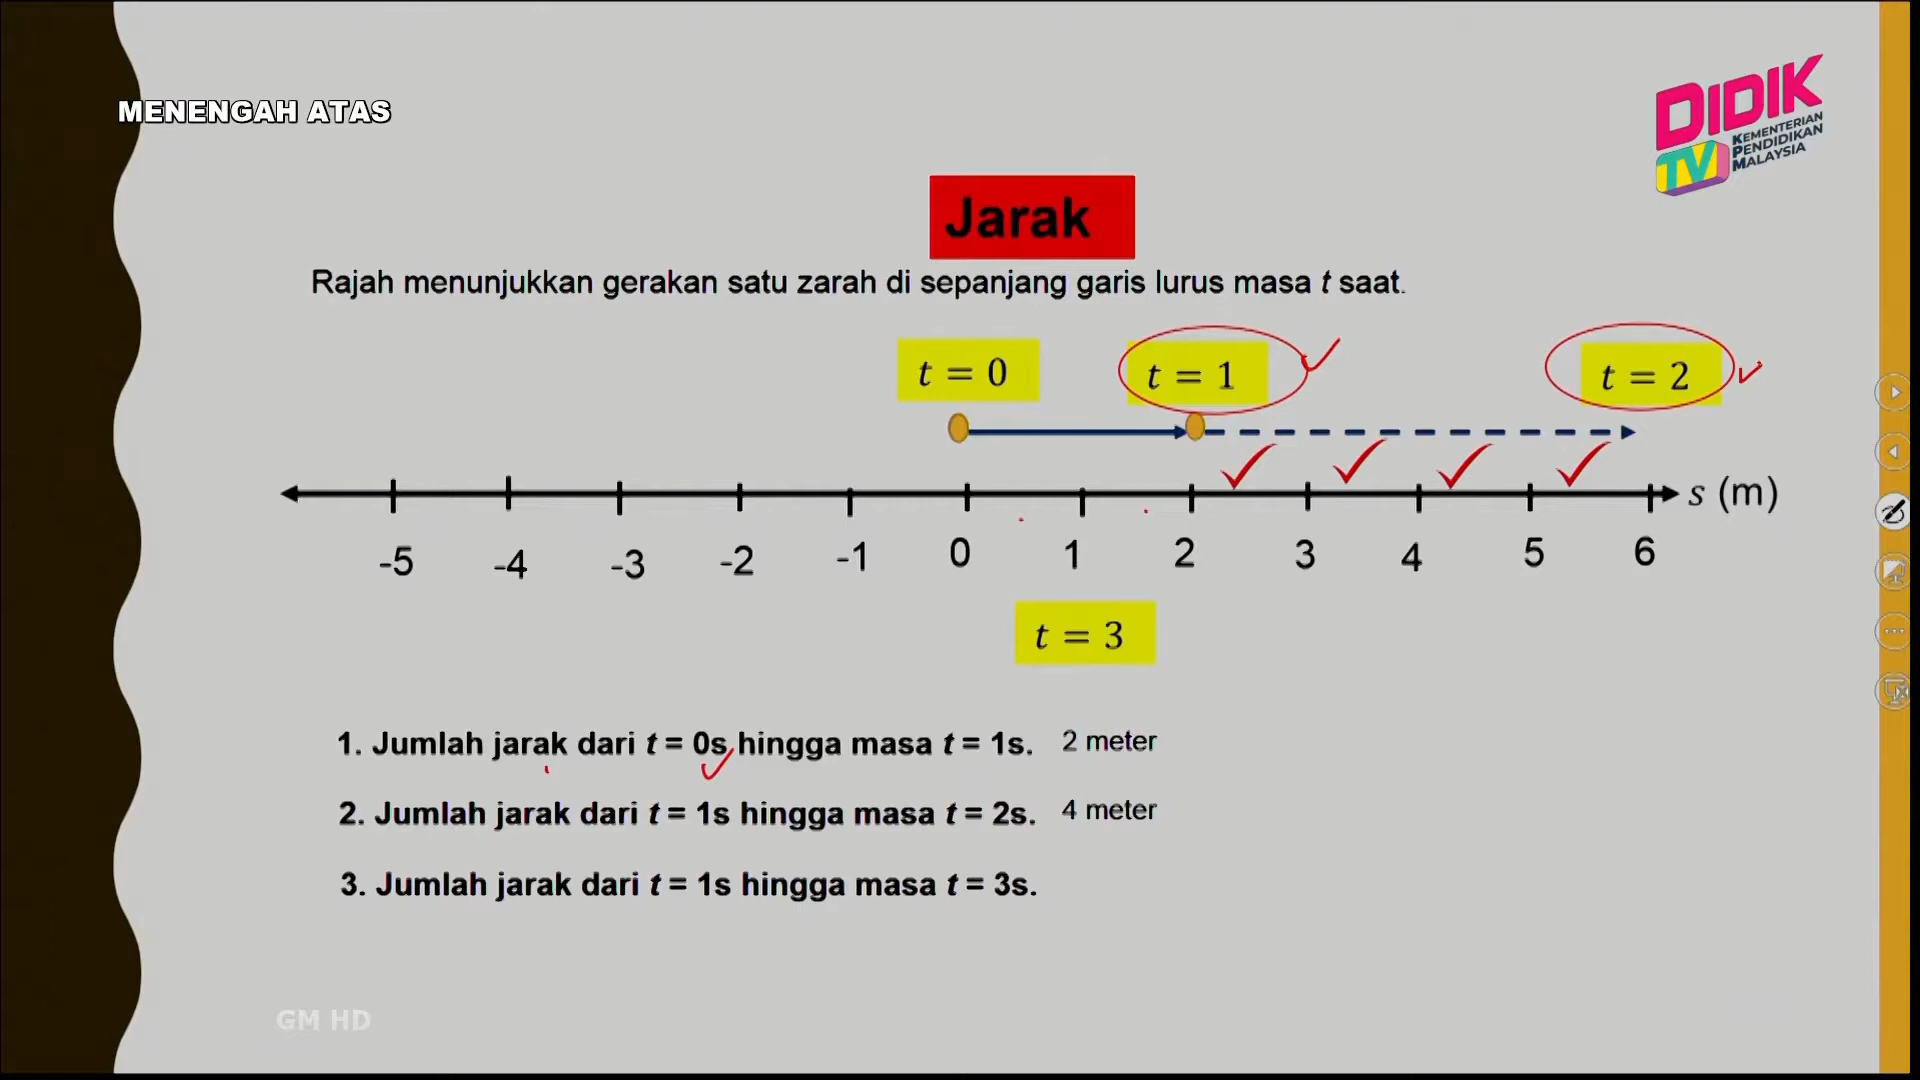 MENENGAH ATAS
DIDIK
TV
KEMENTERIAN
PENDIDIKAN
MALAYSIA
Jarak
Rajah menunjukkan gerakan satu zarah di sepanjang garis lurus masa t saat.
t = 0 t = 1 t = 2
s (m)
-5 -4 -3 -2 -1 0 1 2 3 4 5 6
t = 3
1. Jumlah jarak dari t = 0s hingga masa t = 1s. 2 meter
2. Jumlah jarak dari t = 1s hingga masa t = 2s. 4 meter
3. Jumlah jarak dari t = 1s hingga masa t = 3s.
GM HD